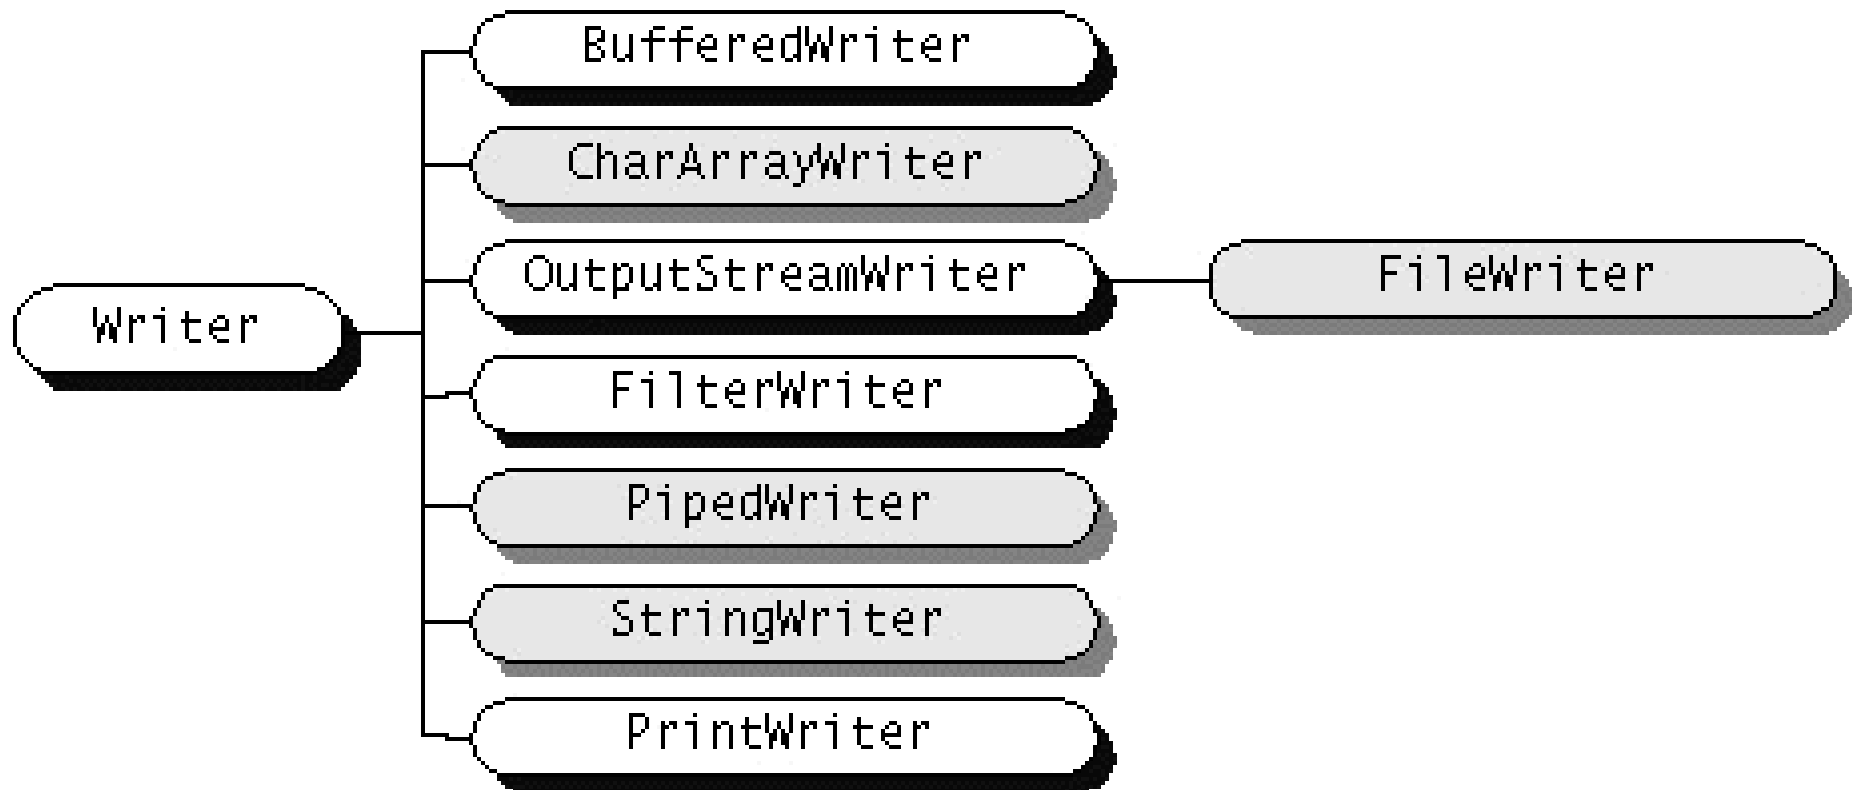 BufferedWriter
CharArrayWriter
OutputStreamWriter
FileWriter
Writer
FilterWriter
PipedWriter
StringWriter
PrintWriter